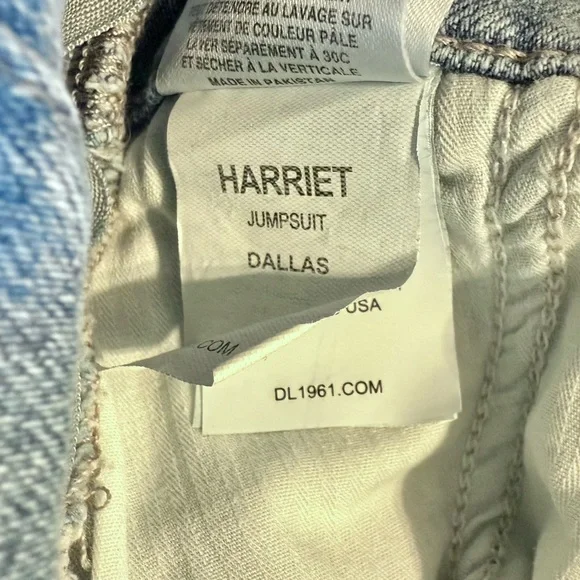 DÉTEINDRE AU LAVAGE SUR
VÊTEMENT DE COULEUR PÂLE
LAVER SÉPAREMENT À 30C
ET SÉCHER À LA VERTICALE
MADE IN PAKISTAN
HARRIET
JUMPSUIT
DALLAS
USA
.COM
DL1961.COM